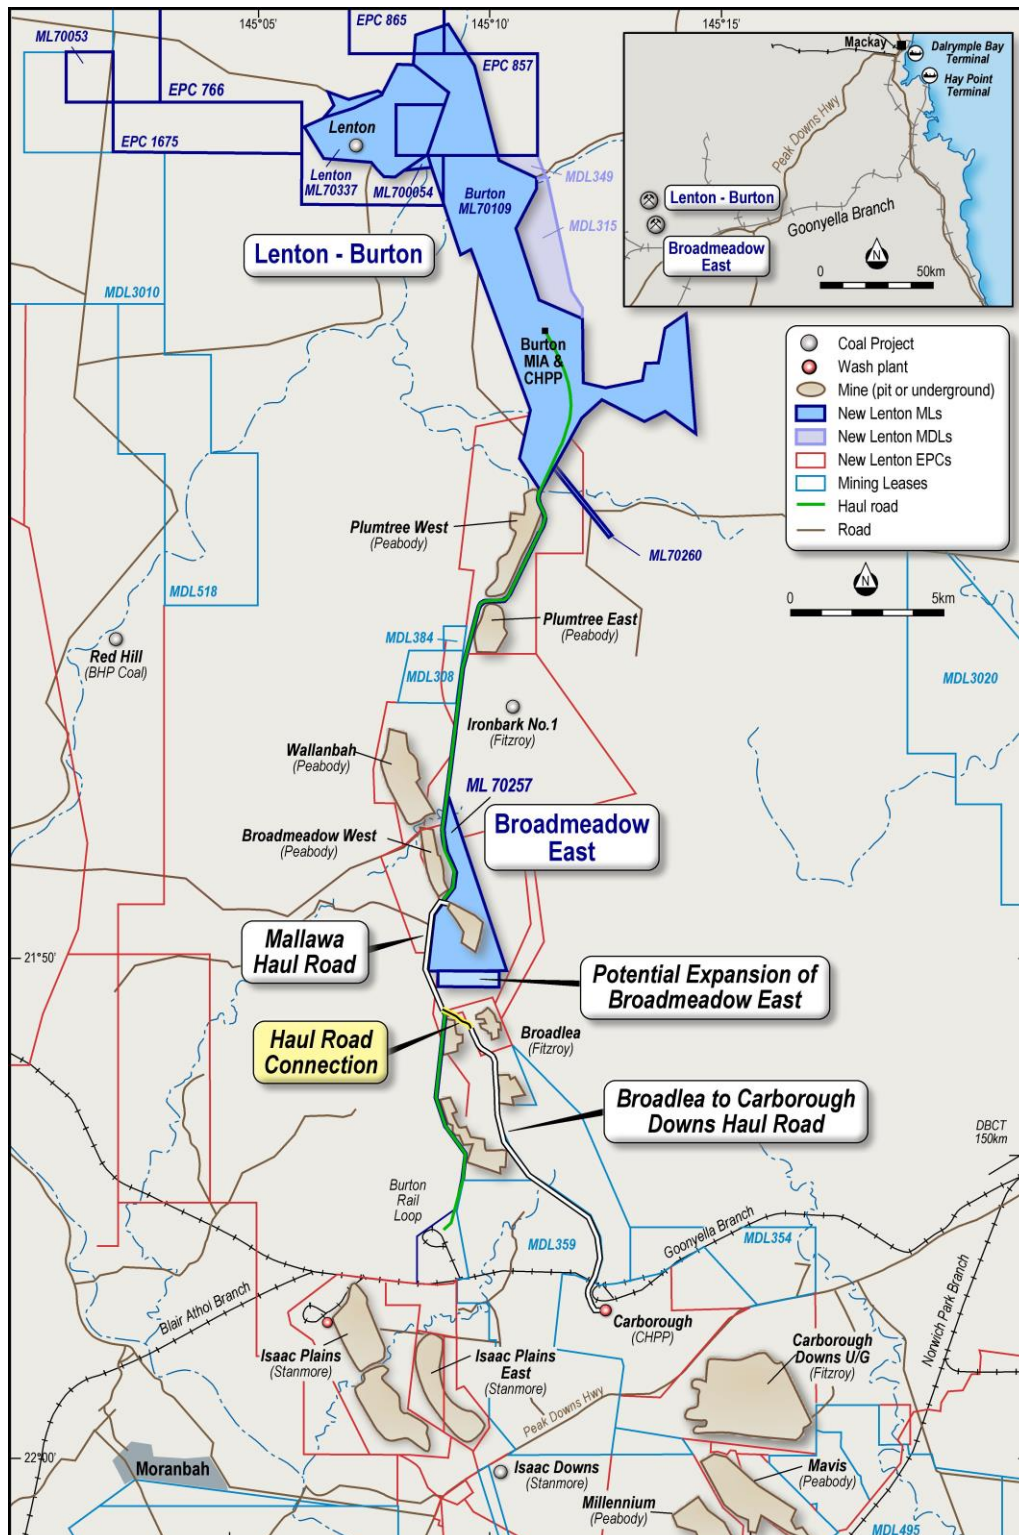 145°05'
145°10'
145°15'
ML70053
EPC 865
EPC 857
EPC 766
EPC 1675
Lenton
Lenton
ML70337
ML700054
Burton
ML70109
MDL349
MDL315
Lenton - Burton
MDL3010
Burton
MIA &
CHPP
Mackay
Dalrymple Bay
Terminal
Hay Point
Terminal
Peak Downs Hwy
Lenton - Burton
Goonyella Branch
Broadmeadow
East
N
0
50km
Coal Project
Wash plant
Mine (pit or underground)
New Lenton MLs
New Lenton MDLs
New Lenton EPCs
Mining Leases
Haul road
Road
N
0
5km
Plumtree West
(Peabody)
ML70260
MDL518
Plumtree East
(Peabody)
MDL384
MDL308
Red Hill
(BHP Coal)
MDL3020
Ironbark No.1
(Fitzroy)
Wallanbah
(Peabody)
ML 70257
Broadmeadow West
(Peabody)
Broadmeadow
East
Mallawa
Haul Road
21°50'
Potential Expansion of
Broadmeadow East
Haul Road
Connection
Broadlea
(Fitzroy)
Broadlea to Carborough
Downs Haul Road
DBCT
150km
Burton
Rail
Loop
MDL359
Goonyella Branch
MDL354
Blair Athol Branch
Norwich Park Branch
Carborough
(CHPP)
Isaac Plains
(Stanmore)
Isaac Plains
East
(Stanmore)
Carborough
Downs U/G
(Fitzroy)
Peak Downs Hwy
22°00'
Moranbah
Isaac Downs
(Stanmore)
Mavis
(Peabody)
Millennium
(Peabody)
MDL495